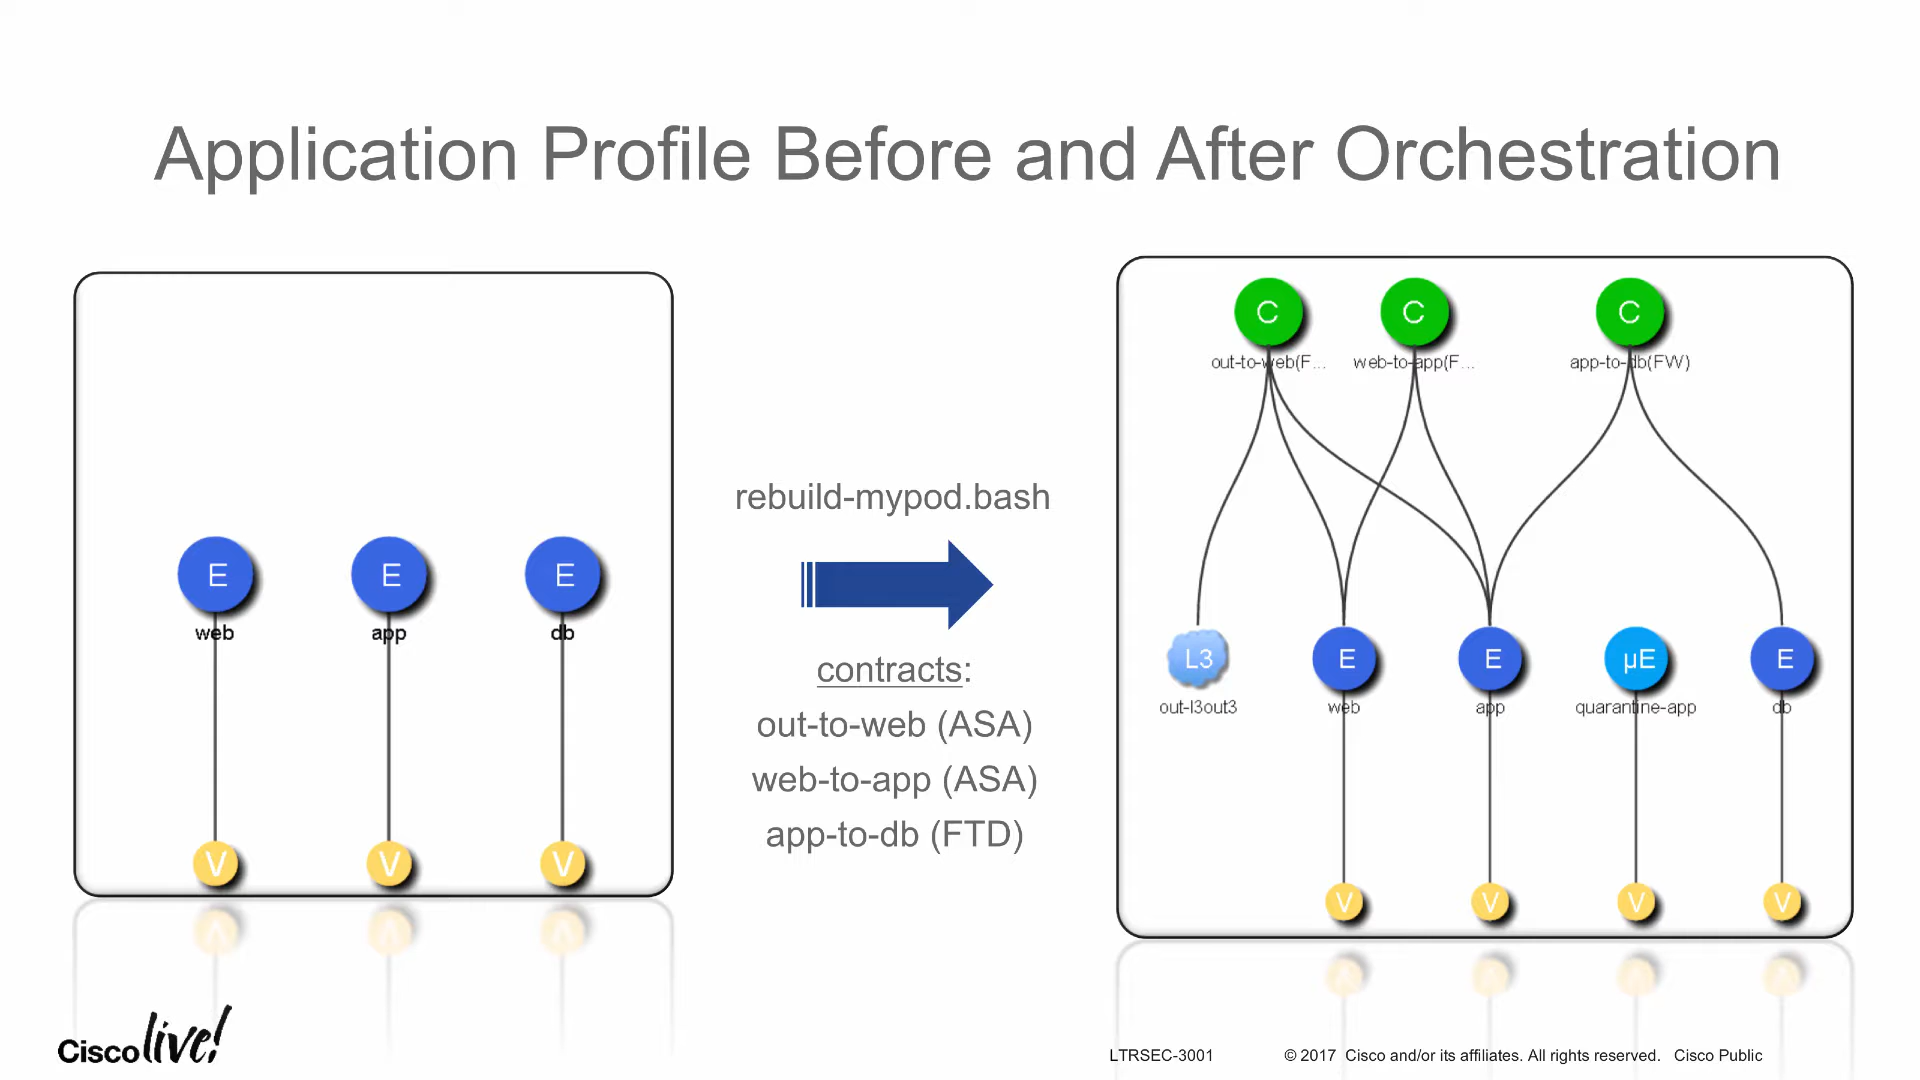 Application Profile Before and After Orchestration
E E E
web app db
V V V
rebuild-mypod.bash
contracts:
out-to-web (ASA)
web-to-app (ASA)
app-to-db (FTD)
C C C
out-to-web(F... web-to-app(F... app-to-db(FW)
L3 E E µE E
out-l3out3 web app quarantine-app db
V V V V
Cisco live!
LTRSEC-3001 © 2017 Cisco and/or its affiliates. All rights reserved. Cisco Public